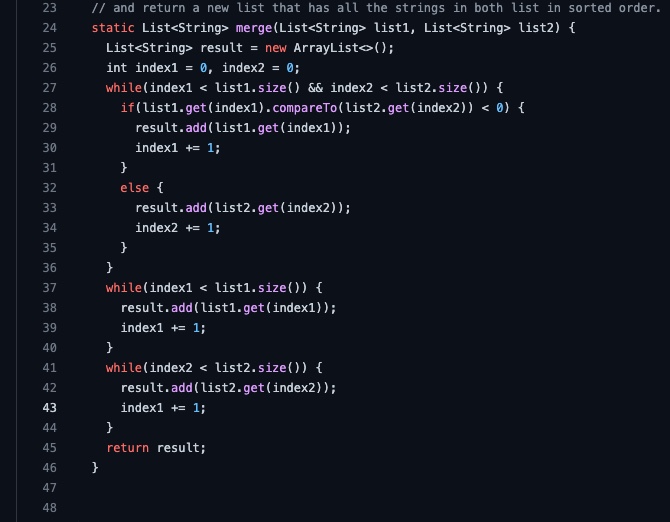 23 // and return a new list that has all the strings in both list in sorted order.
24 static List<String> merge(List<String> list1, List<String> list2) {
25 List<String> result = new ArrayList<>();
26 int index1 = 0, index2 = 0;
27 while(index1 < list1.size() && index2 < list2.size()) {
28 if(list1.get(index1).compareTo(list2.get(index2)) < 0) {
29 result.add(list1.get(index1));
30 index1 += 1;
31 }
32 else {
33 result.add(list2.get(index2));
34 index2 += 1;
35 }
36 }
37 while(index1 < list1.size()) {
38 result.add(list1.get(index1));
39 index1 += 1;
40 }
41 while(index2 < list2.size()) {
42 result.add(list2.get(index2));
43 index1 += 1;
44 }
45 return result;
46 }
47
48